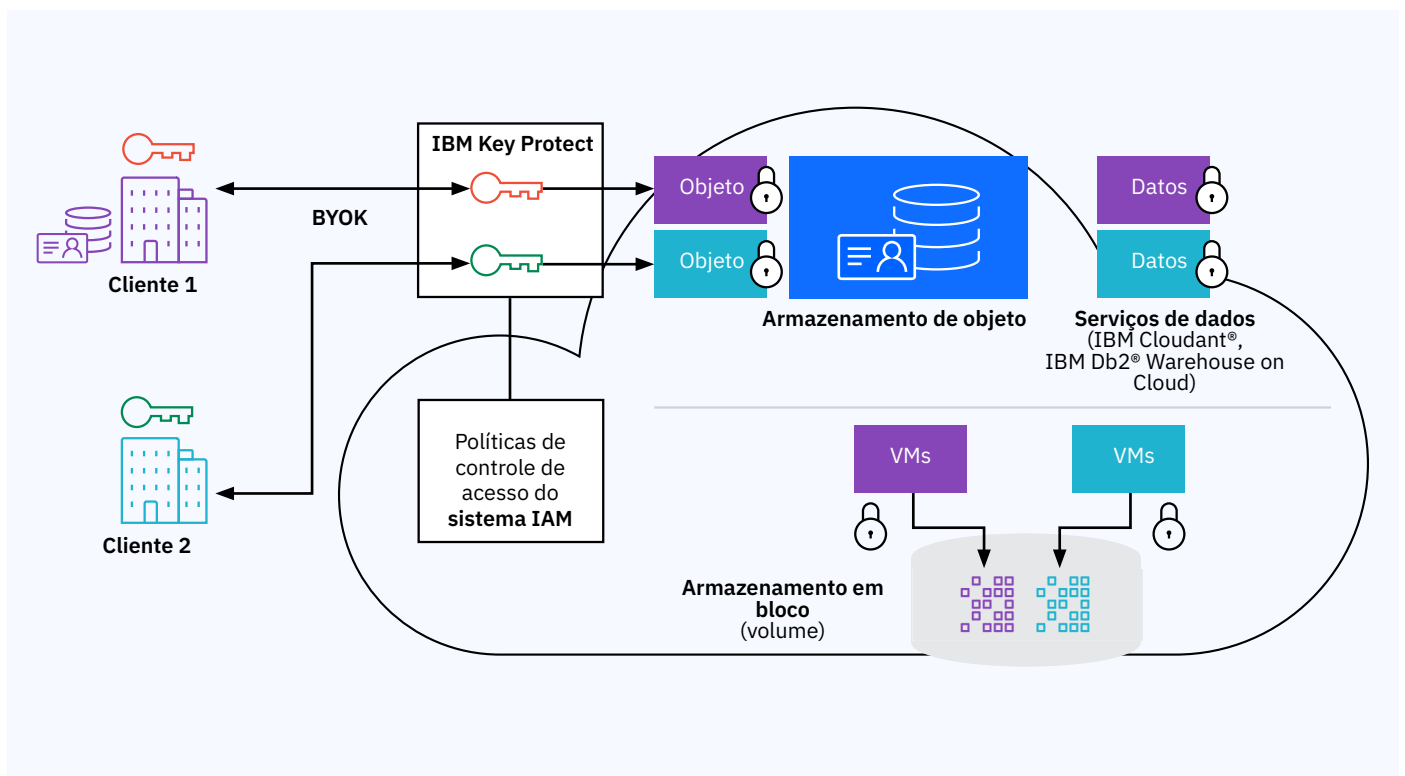 IBM Key Protect
BYOK
Cliente 1
Cliente 2
Políticas de
controle de
acesso do
sistema IAM
Objeto
Objeto
Armazenamento de objeto
Datos
Datos
Serviços de dados
(IBM Cloudant®,
IBM Db2® Warehouse on
Cloud)
VMs
VMs
Armazenamento em
bloco
(volume)